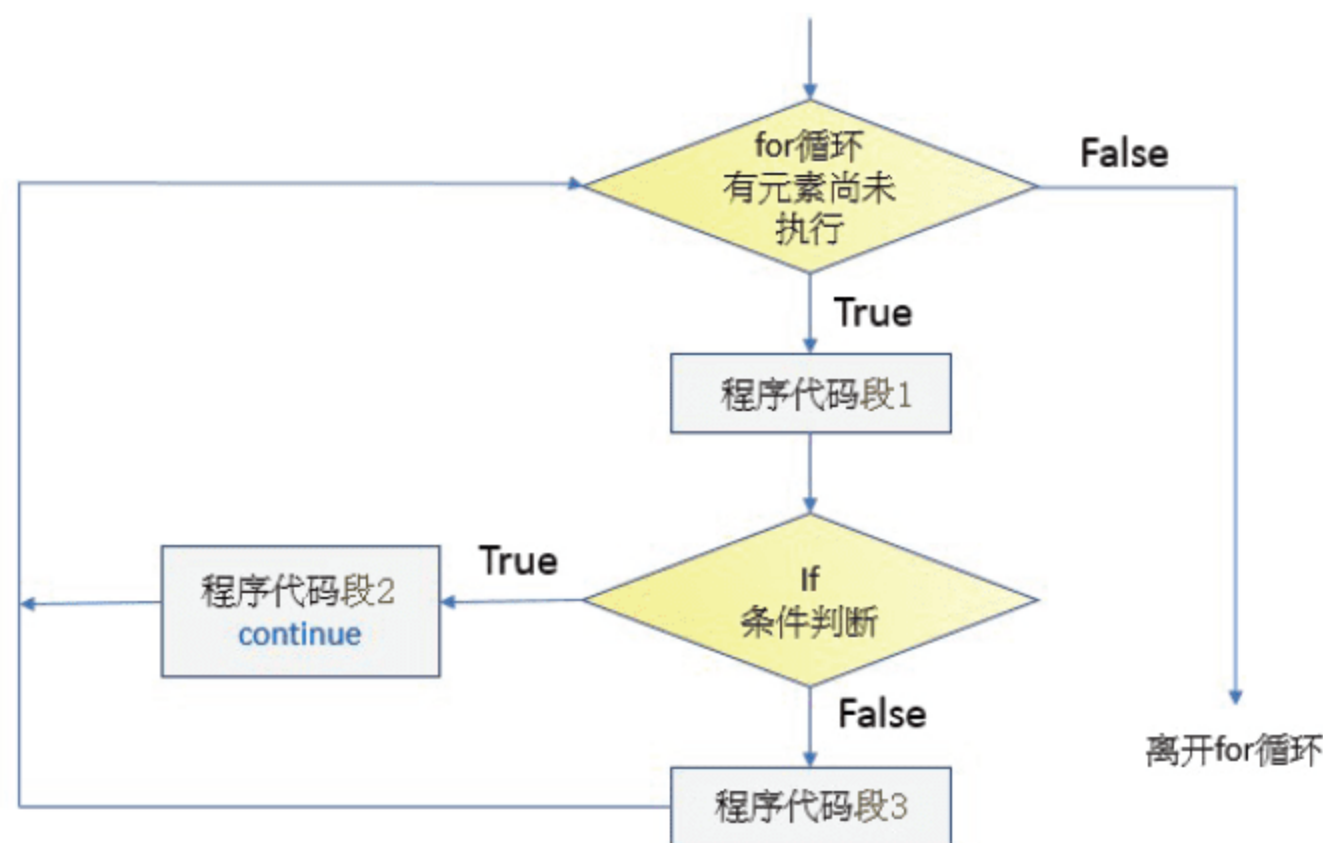 for循环
有元素尚未
执行
False
True
程序代码段1
If
条件判断
True
程序代码段2
continue
False
程序代码段3
离开for循环